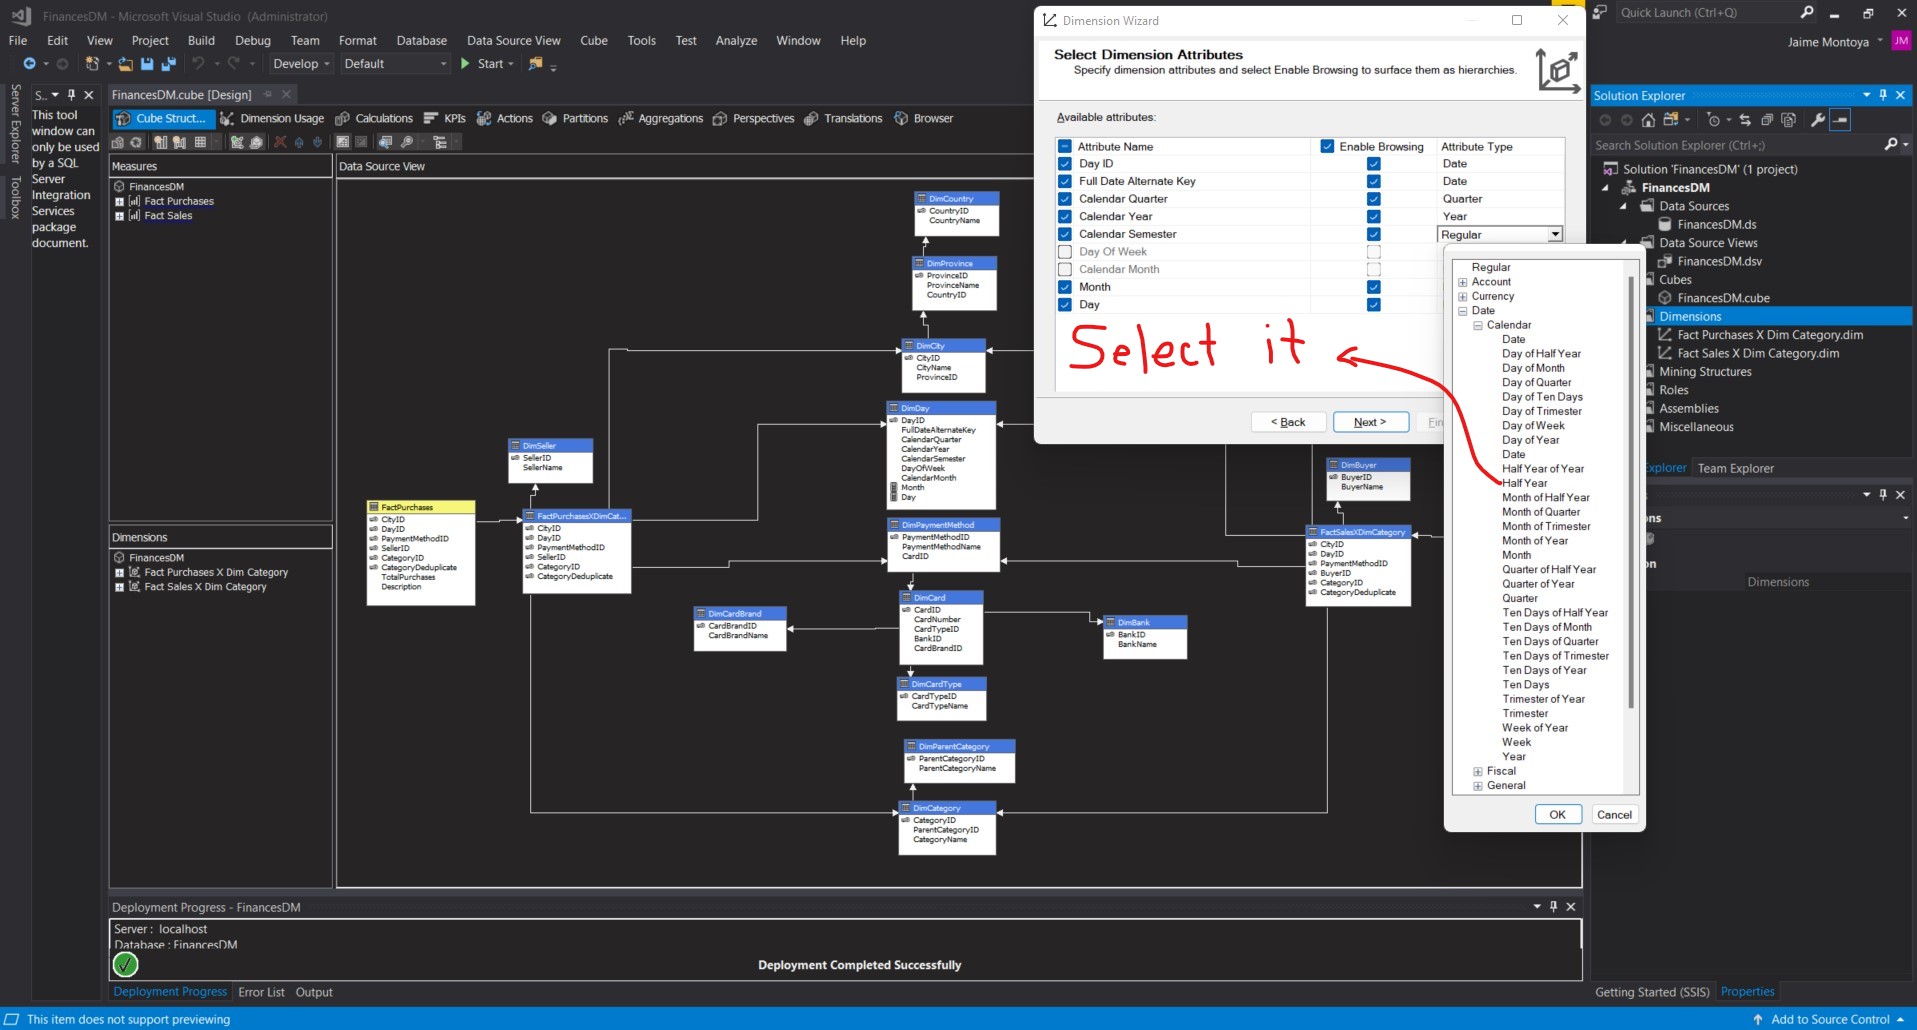 FinancesDM - Microsoft Visual Studio (Administrator)
Quick Launch (Ctrl+Q)
File Edit View Project Build Debug Team Format Database Data Source View Cube Tools Test Analyze Window Help
Jaime Montoya JM
Develop Default Start
Server Explorer
Toolbox
S..
This tool
window can
only be used
by a SQL
Server
Integration
Services
package
document.
FinancesDM.cube [Design]
Cube Struct... Dimension Usage Calculations KPIs Actions Partitions Aggregations Perspectives Translations Browser
Measures
FinancesDM
Fact Purchases
Fact Sales
Dimensions
FinancesDM
Fact Purchases X Dim Category
Fact Sales X Dim Category
Data Source View
DimCountry
CountryID
CountryName
DimProvince
ProvinceID
ProvinceName
CountryID
DimCity
CityID
CityName
ProvinceID
DimDay
DayID
FullDateAlternateKey
CalendarQuarter
CalendarYear
CalendarSemester
DayOfWeek
CalendarMonth
Month
Day
DimSeller
SellerID
SellerName
FactPurchases
CityID
DayID
PaymentMethodID
SellerID
CategoryID
CategoryDeduplicate
TotalPurchases
Description
FactPurchasesXDimCat...
CityID
DayID
PaymentMethodID
SellerID
CategoryID
CategoryDeduplicate
DimPaymentMethod
PaymentMethodID
PaymentMethodName
CardID
DimCard
CardID
CardNumber
CardTypeID
BankID
CardBrandID
DimCardBrand
CardBrandID
CardBrandName
DimBank
BankID
BankName
DimCardType
CardTypeID
CardTypeName
DimParentCategory
ParentCategoryID
ParentCategoryName
DimCategory
CategoryID
ParentCategoryID
CategoryName
DimBuyer
BuyerID
BuyerName
FactSalesXDimCategory
CityID
DayID
PaymentMethodID
BuyerID
CategoryID
CategoryDeduplicate
Dimension Wizard
Select Dimension Attributes
Specify dimension attributes and select Enable Browsing to surface them as hierarchies.
Available attributes:
Attribute Name Enable Browsing Attribute Type
Day ID Date
Full Date Alternate Key Date
Calendar Quarter Quarter
Calendar Year Year
Calendar Semester Regular
Day Of Week
Calendar Month
Month
Day
Select it
< Back Next > Fin
Regular
Account
Currency
Date
Calendar
Date
Day of Half Year
Day of Month
Day of Quarter
Day of Ten Days
Day of Trimester
Day of Week
Day of Year
Date
Half Year of Year
Half Year
Month of Half Year
Month of Quarter
Month of Trimester
Month of Year
Month
Quarter of Half Year
Quarter of Year
Quarter
Ten Days of Half Year
Ten Days of Month
Ten Days of Quarter
Ten Days of Trimester
Ten Days of Year
Ten Days
Trimester of Year
Trimester
Week of Year
Week
Year
Fiscal
General
OK Cancel
Solution Explorer
Search Solution Explorer (Ctrl+;)
Solution 'FinancesDM' (1 project)
FinancesDM
Data Sources
FinancesDM.ds
Data Source Views
FinancesDM.dsv
Cubes
FinancesDM.cube
Dimensions
Fact Purchases X Dim Category.dim
Fact Sales X Dim Category.dim
Mining Structures
Roles
Assemblies
Miscellaneous
Explorer Team Explorer
s
ons
on
Dimensions
Deployment Progress - FinancesDM
Server : localhost
Database : FinancesDM
Deployment Completed Successfully
Deployment Progress Error List Output
Getting Started (SSIS) Properties
This item does not support previewing
Add to Source Control